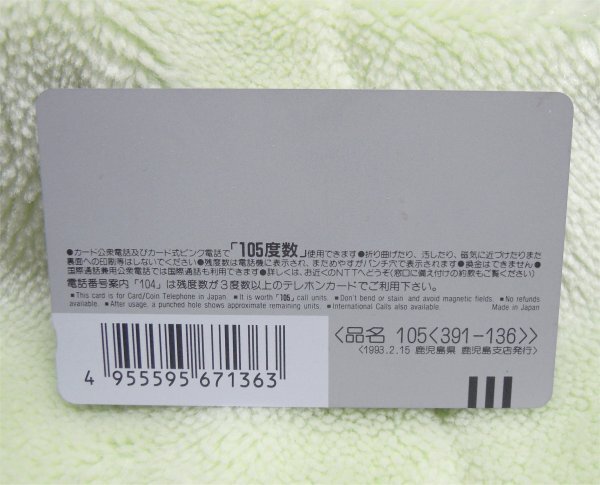 ●カード公衆電話及びカード式ピンク電話で「105度数」使用できます●折り曲げたり、汚したり、磁気に近づけたりまた
裏面への印刷等はしないでください●残度数は電話機に表示され、まためやすがパンチ穴で表示されます●換金はできません●
国際通話兼用公衆電話では国際通話も利用できます●詳しくは、お近くのNTTへどうぞ(窓口に備え付けの約款もご覧ください)
電話番号案内「104」は残度数が3度数以上のテレホンカードでご利用下さい。
■This card is for Card/Coin Telephone in Japan. ■It is worth「105」call units. ■Don't bend or stain and avoid magnetic fields. ■No refunds
available. ■After usage, a punched hole shows approximate remaining units. ■International Calls also available. Made in Japan
〈品名 105〈391-136〉〉
〈1993.2.15 鹿児島県 鹿児島支店発行〉
4 955595 671363